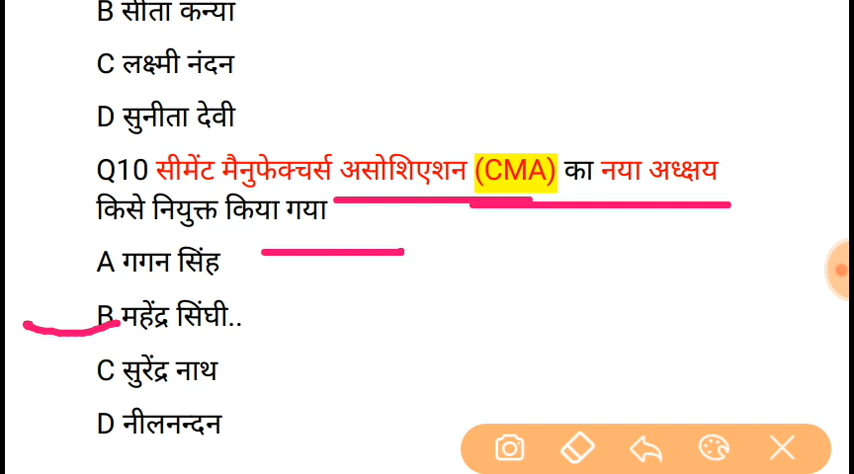 B सीता कन्या
C लक्ष्मी नंदन
D सुनीता देवी
Q10 सीमेंट मैनुफेक्चर्स असोशिएशन (CMA) का नया अध्क्षय
किसे नियुक्त किया गया
A गगन सिंह
B महेंद्र सिंघी..
C सुरेंद्र नाथ
D नीलनन्दन